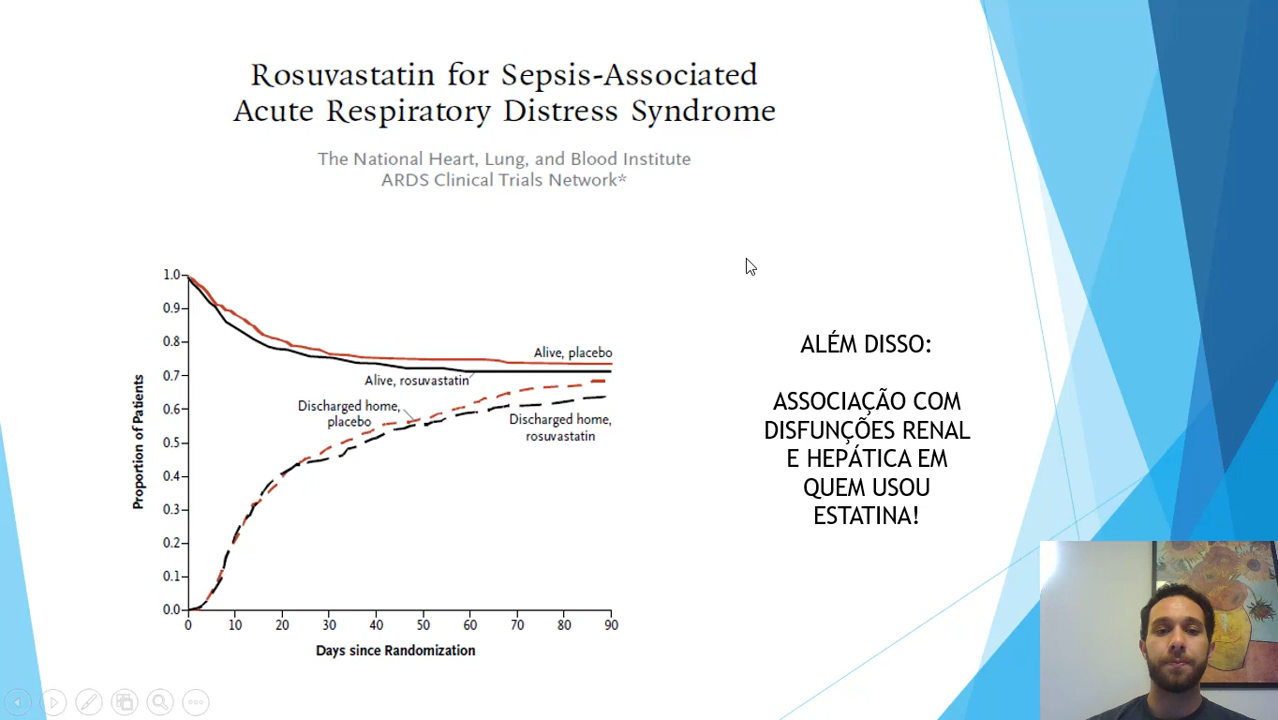 Rosuvastatin for Sepsis-Associated
Acute Respiratory Distress Syndrome
The National Heart, Lung, and Blood Institute
ARDS Clinical Trials Network*
1.0
0.9
0.8
0.7
0.6
0.5
0.4
0.3
0.2
0.1
0.0
Proportion of Patients
Alive, placebo
Alive, rosuvastatin
Discharged home,
placebo
Discharged home,
rosuvastatin
0 10 20 30 40 50 60 70 80 90
Days since Randomization
ALÉM DISSO:
ASSOCIAÇÃO COM
DISFUNÇÕES RENAL
E HEPÁTICA EM
QUEM USOU
ESTATINA!